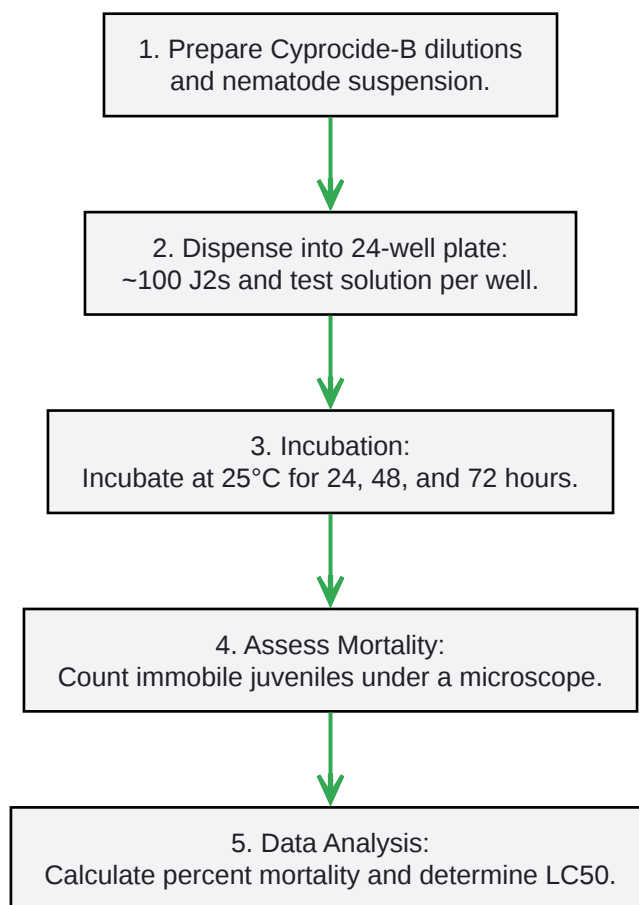 1. Prepare Cyprocide-B dilutions
and nematode suspension.
2. Dispense into 24-well plate:
~100 J2s and test solution per well.
3. Incubation:
Incubate at 25°C for 24, 48, and 72 hours.
4. Assess Mortality:
Count immobile juveniles under a microscope.
5. Data Analysis:
Calculate percent mortality and determine LC50.